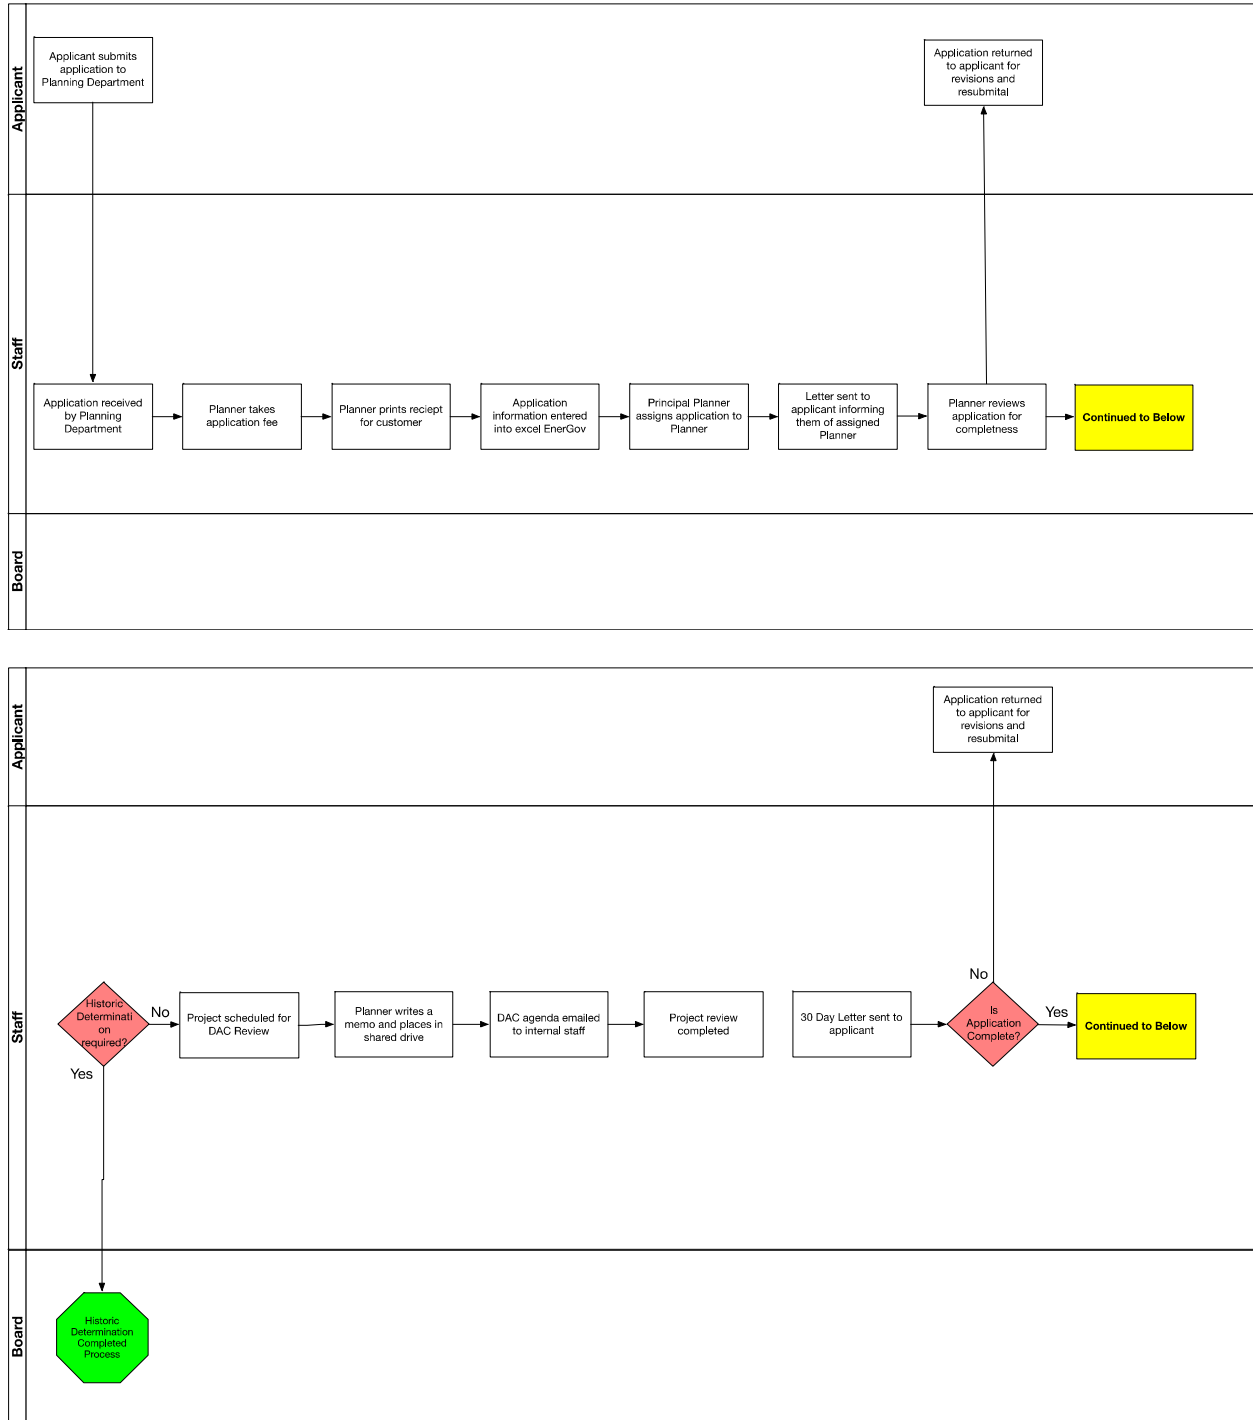 Applicant
Applicant submits
application to
Planning Department
Application returned
to applicant for
revisions and
resubmital
Staff
Application received
by Planning
Department
Planner takes
application fee
Planner prints reciept
for customer
Application
information entered
into excel EnerGov
Principal Planner
assigns application to
Planner
Letter sent to
applicant informing
them of assigned
Planner
Planner reviews
application for
completness
Continued to Below
Board
Applicant
Application returned
to applicant for
revisions and
resubmital
Staff
Historic
Determinati
on
required?
No
Yes
Project scheduled for
DAC Review
Planner writes a
memo and places in
shared drive
DAC agenda emailed
to internal staff
Project review
completed
30 Day Letter sent to
applicant
No
Is
Application
Complete?
Yes
Continued to Below
Board
Historic
Determination
Completed
Process